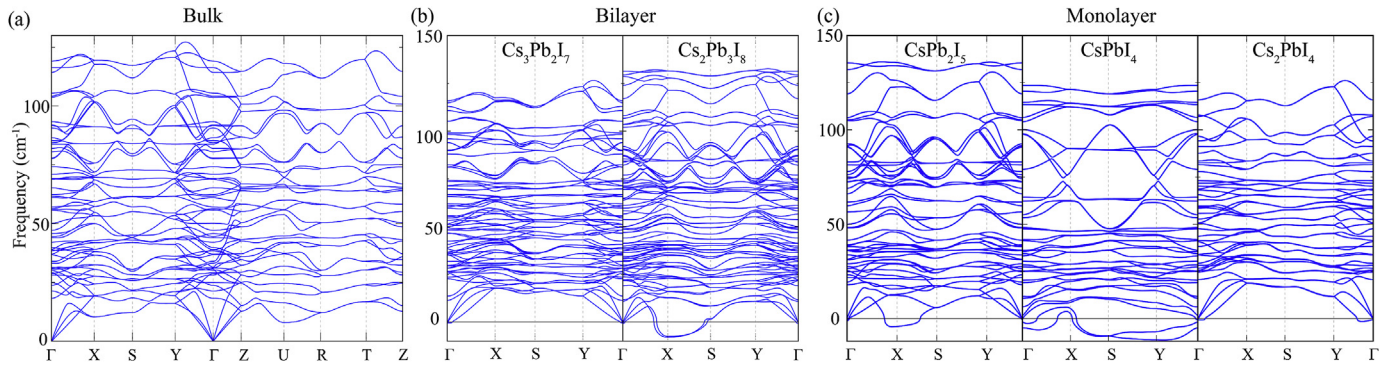 (a) Bulk
Frequency (cm⁻¹)
100
50
0
Γ X S Y Γ Z U R T Z
(b) Bilayer
Cs₃Pb₂I₇ Cs₂Pb₃I₈
150
100
50
0
Γ X S Y Γ X S Y Γ
(c) Monolayer
CsPb₂I₅ CsPbI₄ Cs₂PbI₄
150
100
50
0
Γ X S Y Γ X S Y Γ X S Y Γ